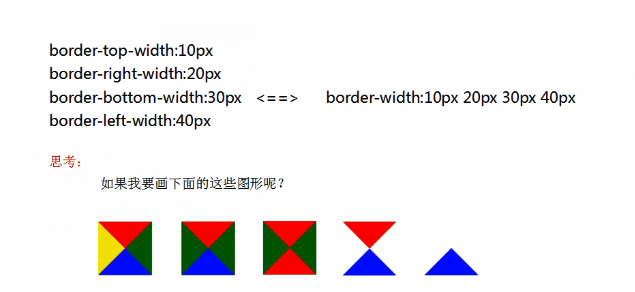 border-top-width:10px
border-right-width:20px
border-bottom-width:30px <==> border-width:10px 20px 30px 40px
border-left-width:40px
思考：
如果我要画下面的这些图形呢？